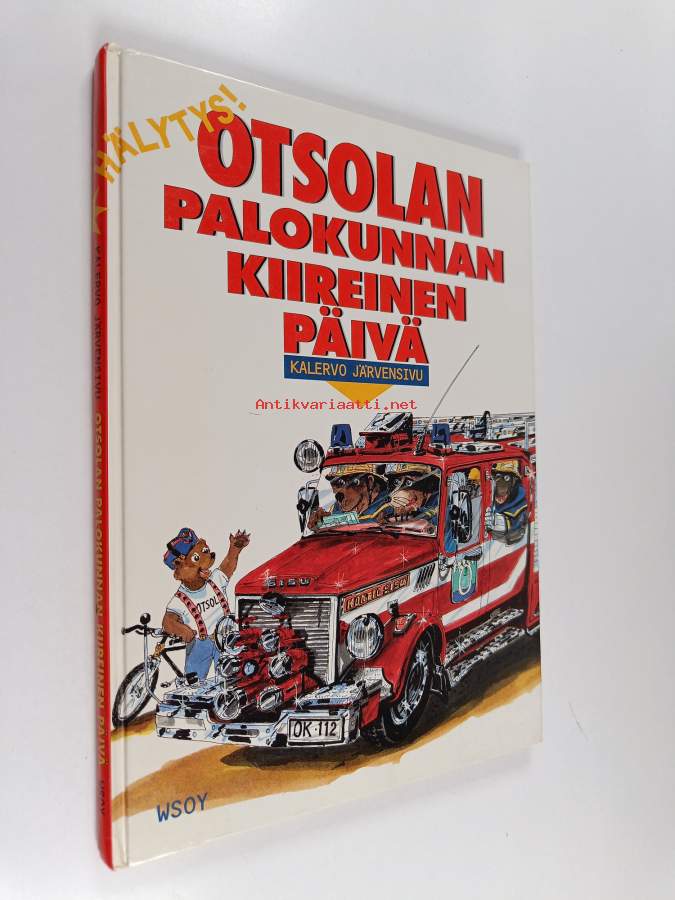 HÄLYTYS!
OTSOLAN
PALOKUNNAN
KIIREINEN
PÄIVÄ
KALERVO JÄRVENSIVU
Antikvariaatti.net
SISU
OTSOL
OK-112
WSOY
KALERVO JÄRVENSIVU OTSOLAN PALOKUNNAN KIIREINEN PÄIVÄ WSOY